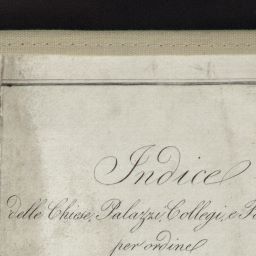 Indice
delle Chiese, Palazzi, Collegi, e
per ordine